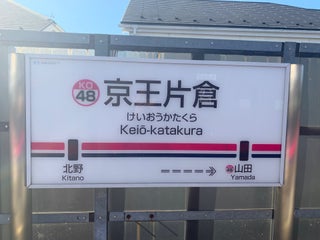 KO
48
京王片倉
けいおうかたくら
Keiō-katakura
北野
Kitano
山田
Yamada